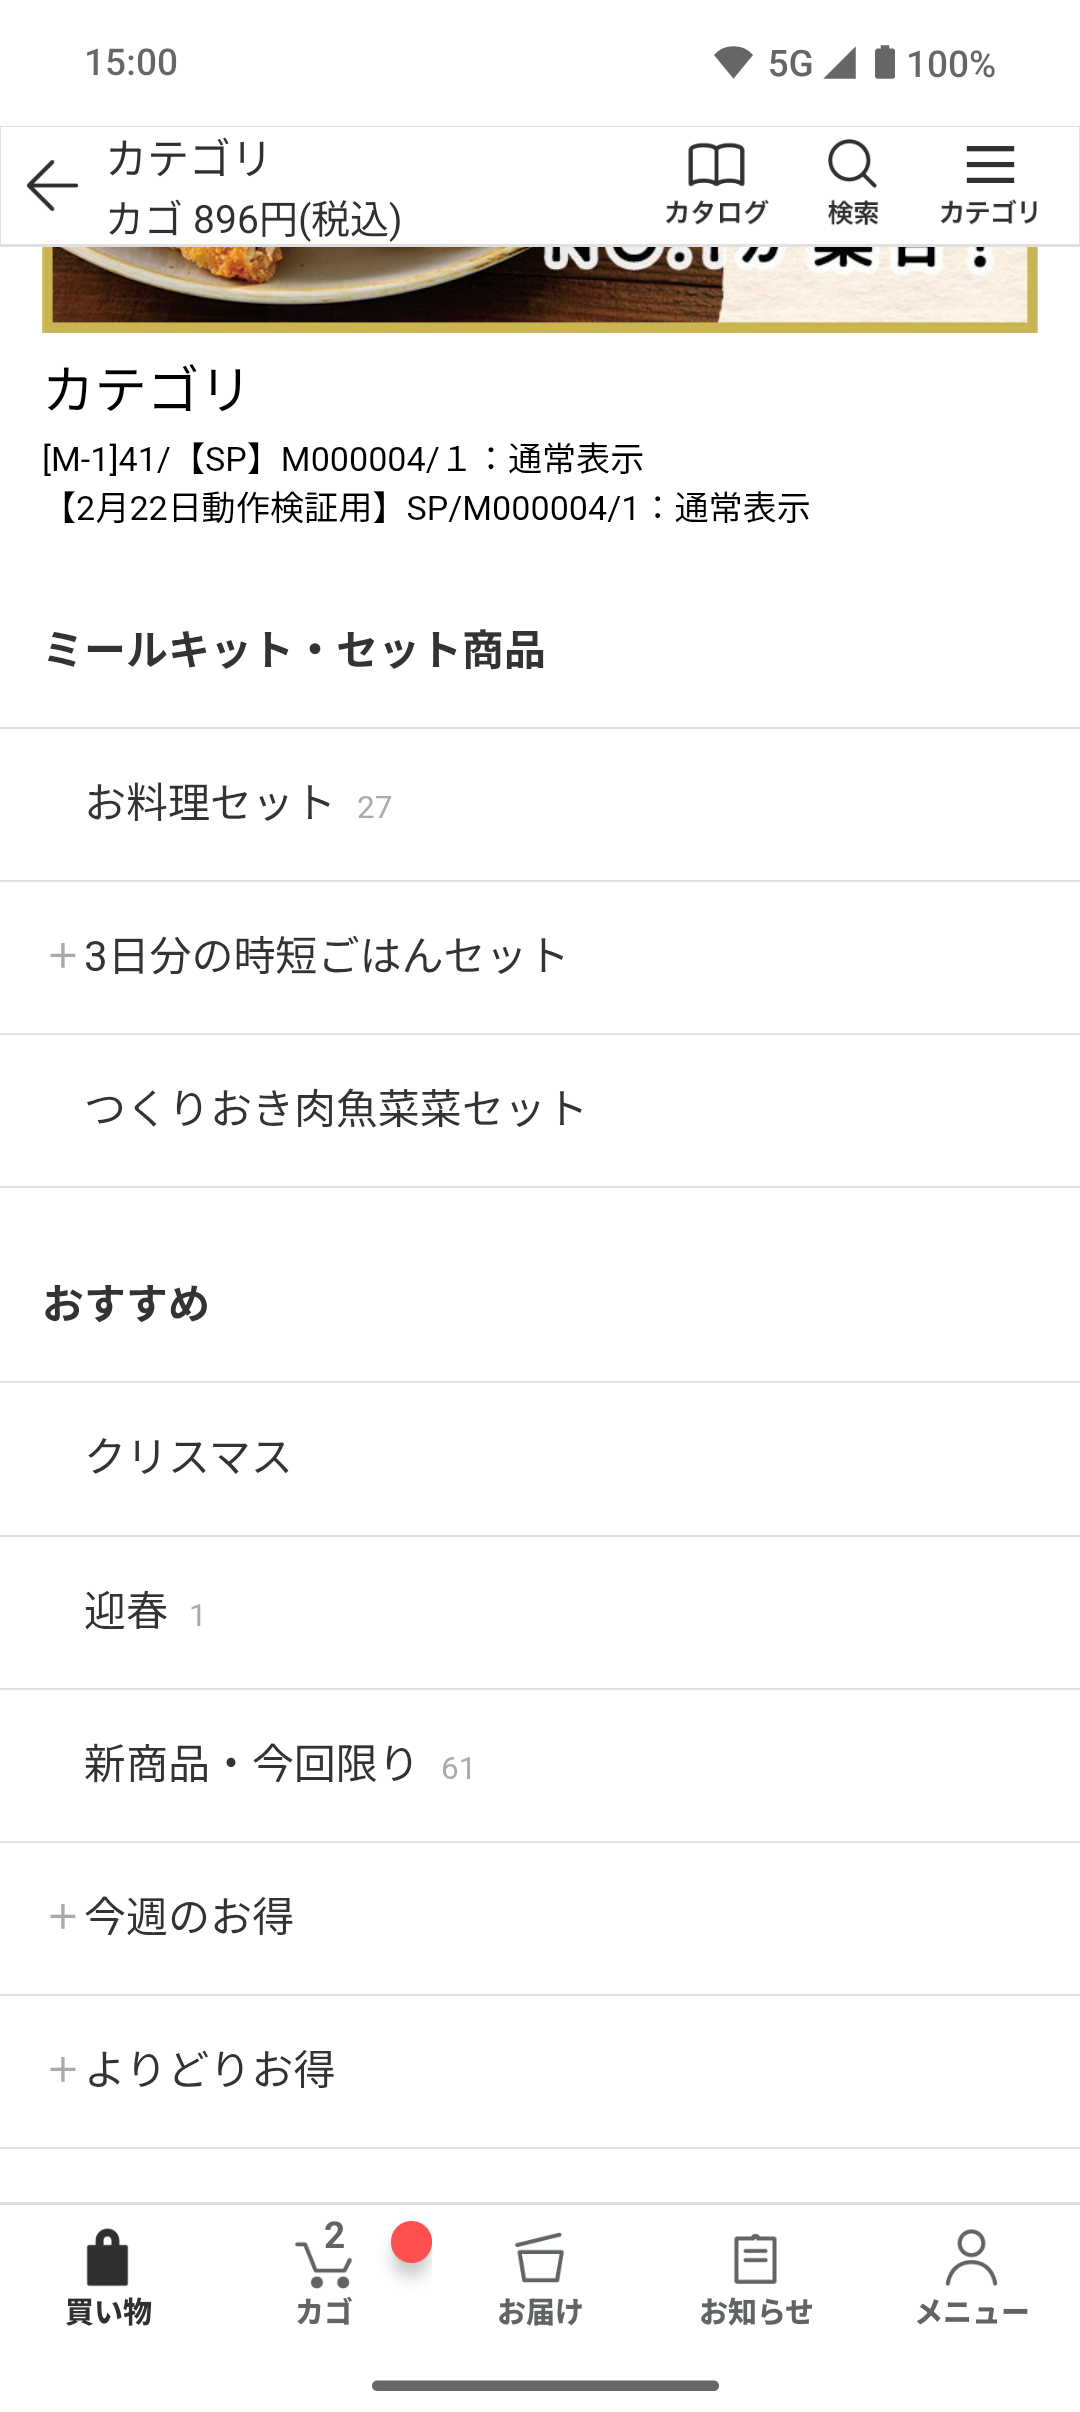 15:00
5G 100%
カテゴリ
カゴ 896円(税込)
カタログ
検索
カテゴリ
カテゴリ
[M-1]41/【SP】M000004/１：通常表示
【2月22日動作検証用】SP/M000004/1：通常表示
ミールキット・セット商品
お料理セット 27
+ 3日分の時短ごはんセット
つくりおき肉魚菜菜セット
おすすめ
クリスマス
迎春 1
新商品・今回限り 61
+ 今週のお得
+ よりどりお得
2
買い物
カゴ
お届け
お知らせ
メニュー